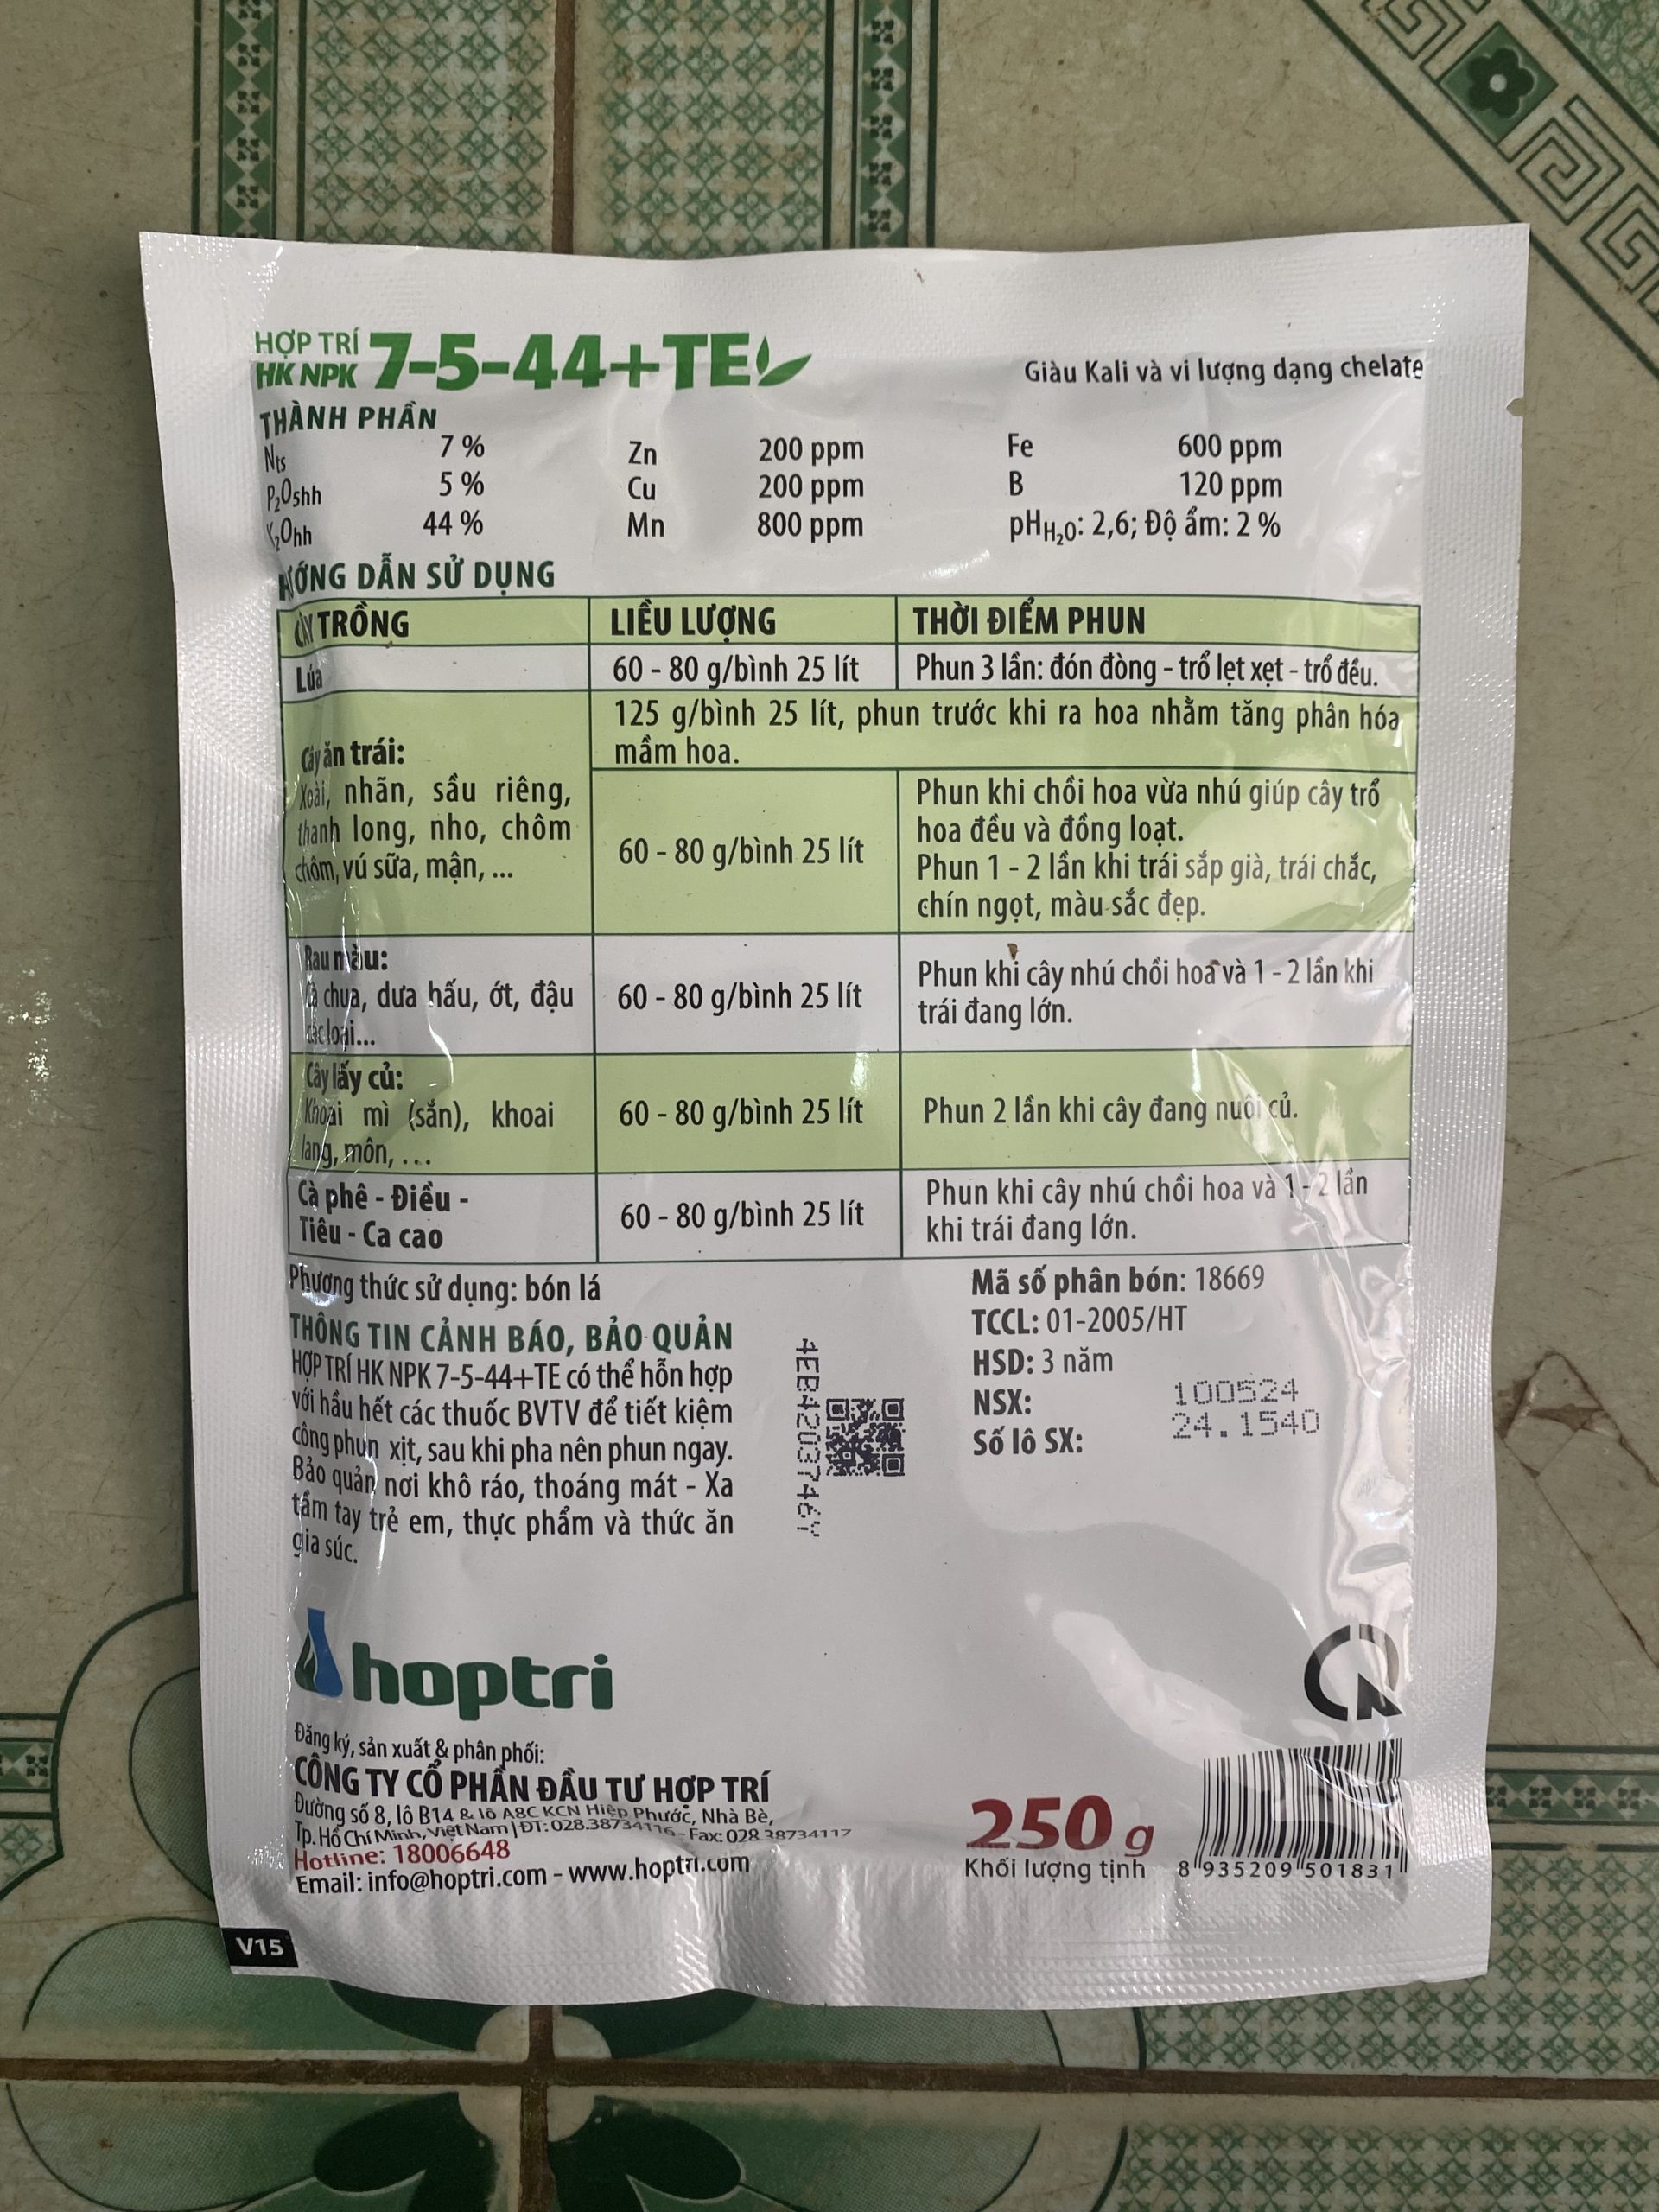 HỢP TRÍ
HK NPK 7-5-44+TE
Giàu Kali và vi lượng dạng chelate
THÀNH PHẦN
Nts 7 % Zn 200 ppm Fe 600 ppm
P2O5hh 5 % Cu 200 ppm B 120 ppm
K2Ohh 44 % Mn 800 ppm pHH2O: 2,6; Độ ẩm: 2 %
HƯỚNG DẪN SỬ DỤNG
CÂY TRỒNG LIỀU LƯỢNG THỜI ĐIỂM PHUN
Lúa 60 - 80 g/bình 25 lít Phun 3 lần: đón đòng - trổ lẹt xẹt - trổ đều.
Cây ăn trái:
Xoài, nhãn, sầu riêng,
thanh long, nho, chôm
chôm, vú sữa, mận, ...
125 g/bình 25 lít, phun trước khi ra hoa nhằm tăng phân hóa
mầm hoa.
60 - 80 g/bình 25 lít
Phun khi chồi hoa vừa nhú giúp cây trổ
hoa đều và đồng loạt.
Phun 1 - 2 lần khi trái sắp già, trái chắc,
chín ngọt, màu sắc đẹp.
Rau màu:
Cà chua, dưa hấu, ớt, đậu
các loại...
60 - 80 g/bình 25 lít
Phun khi cây nhú chồi hoa và 1 - 2 lần khi
trái đang lớn.
Cây lấy củ:
Khoai mì (sắn), khoai
lang, môn, ...
60 - 80 g/bình 25 lít
Phun 2 lần khi cây đang nuôi củ.
Cà phê - Điều -
Tiêu - Ca cao
60 - 80 g/bình 25 lít
Phun khi cây nhú chồi hoa và 1 - 2 lần
khi trái đang lớn.
Phương thức sử dụng: bón lá
THÔNG TIN CẢNH BÁO, BẢO QUẢN
HỢP TRÍ HK NPK 7-5-44+TE có thể hỗn hợp
với hầu hết các thuốc BVTV để tiết kiệm
công phun xịt, sau khi pha nên phun ngay.
Bảo quản nơi khô ráo, thoáng mát - Xa
tầm tay trẻ em, thực phẩm và thức ăn
gia súc.
4EB4203746Y
Mã số phân bón: 18669
TCCL: 01-2005/HT
HSD: 3 năm
NSX: 100524
Số lô SX: 24.1540
hoptri
Đăng ký, sản xuất & phân phối:
CÔNG TY CỔ PHẦN ĐẦU TƯ HỢP TRÍ
Đường số 8, lô B14 & lô A8C KCN Hiệp Phước, Nhà Bè,
Tp. Hồ Chí Minh, Việt Nam | ĐT: 028.38734116 - Fax: 028 38734117
Hotline: 18006648
Email: info@hoptri.com - www.hoptri.com
250 g
Khối lượng tịnh
8 935209 501831
V15